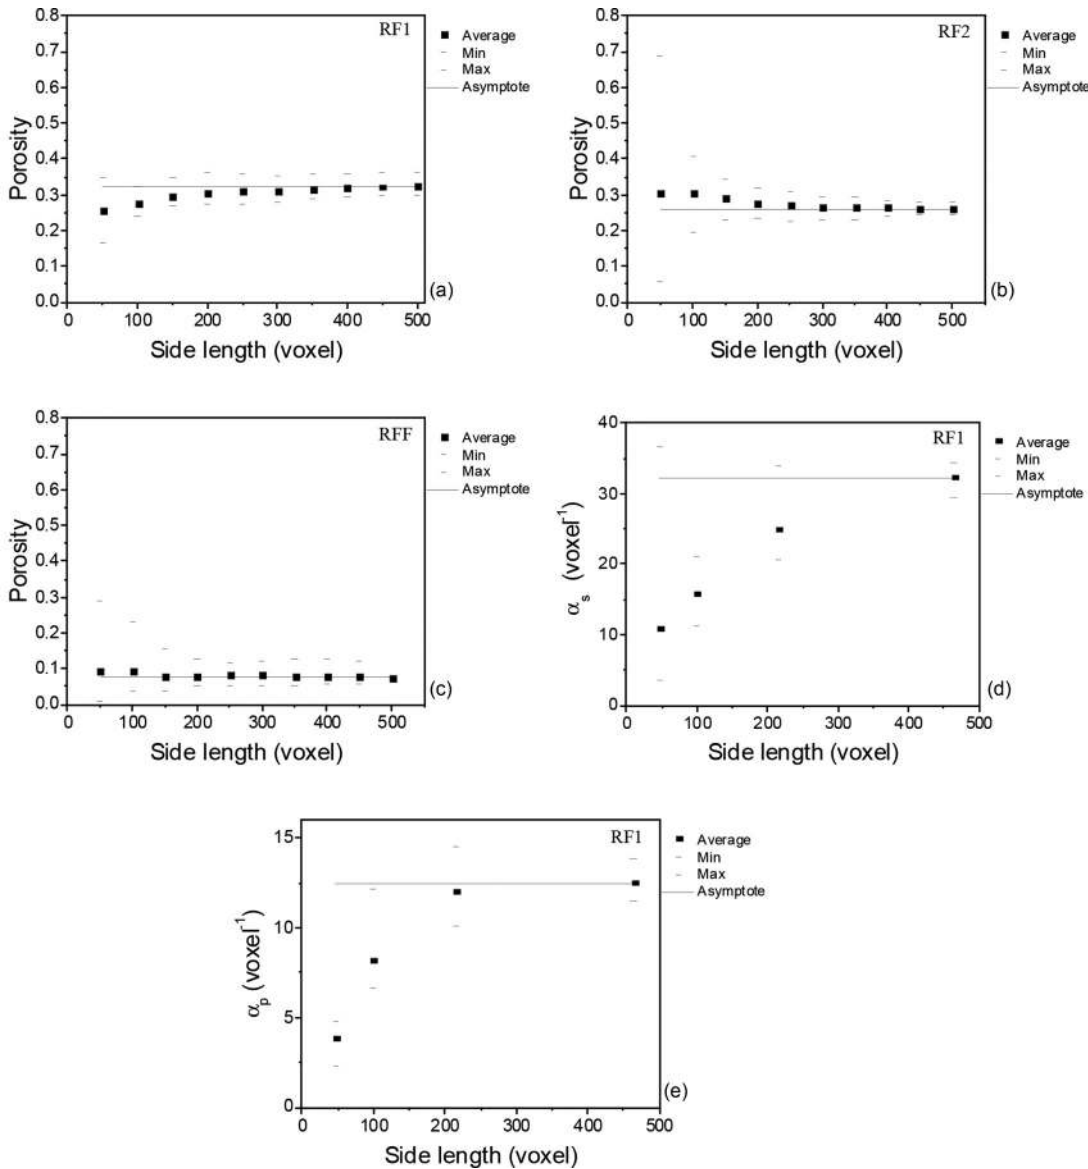 RF1
Average
Min
Max
Asymptote
0.8
0.7
0.6
0.5
0.4
0.3
0.2
0.1
0.0
Porosity
0 100 200 300 400 500
Side length (voxel)
(a)
RF2
Average
Min
Max
Asymptote
0.8
0.7
0.6
0.5
0.4
0.3
0.2
0.1
0.0
Porosity
0 100 200 300 400 500
Side length (voxel)
(b)
RFF
Average
Min
Max
Asymptote
0.8
0.7
0.6
0.5
0.4
0.3
0.2
0.1
0.0
Porosity
0 100 200 300 400 500
Side length (voxel)
(c)
RF1
Average
Min
Max
Asymptote
40
30
20
10
0
αs (voxel-1)
0 100 200 300 400 500
Side length (voxel)
(d)
RF1
Average
Min
Max
Asymptote
15
10
5
0
αp (voxel-1)
0 100 200 300 400 500
Side length (voxel)
(e)